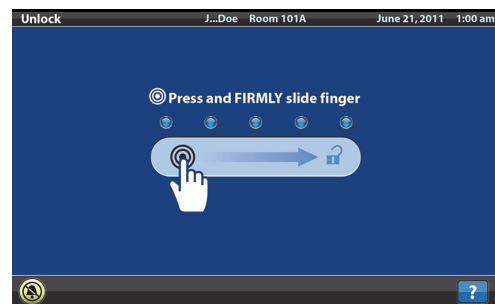 Unlock J...Doe Room 101A June 21, 2011 1:00 am
Press and FIRMLY slide finger
?